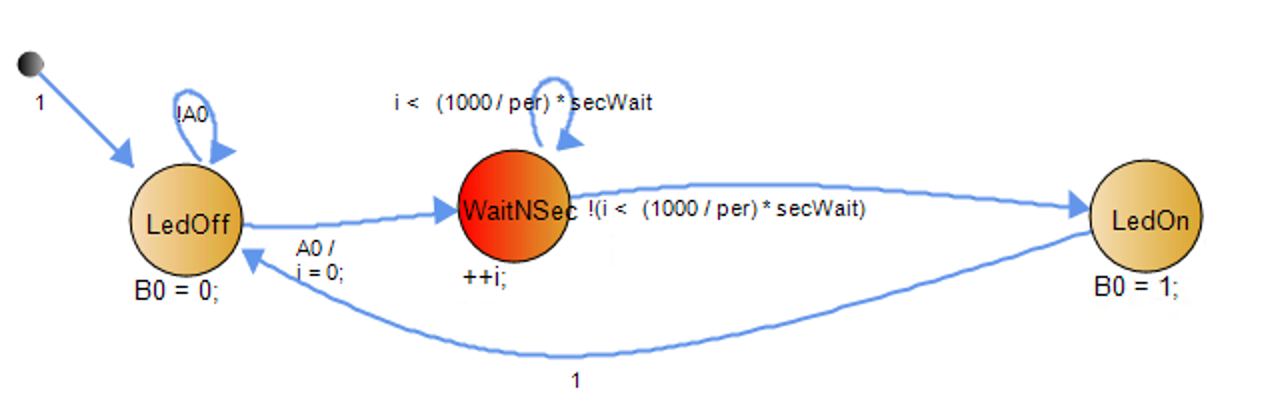 1
!A0
i < (1000 / per) * secWait
LedOff
WaitNSec
!(i < (1000 / per) * secWait)
LedOn
A0 /
i = 0;
B0 = 0;
++i;
B0 = 1;
1